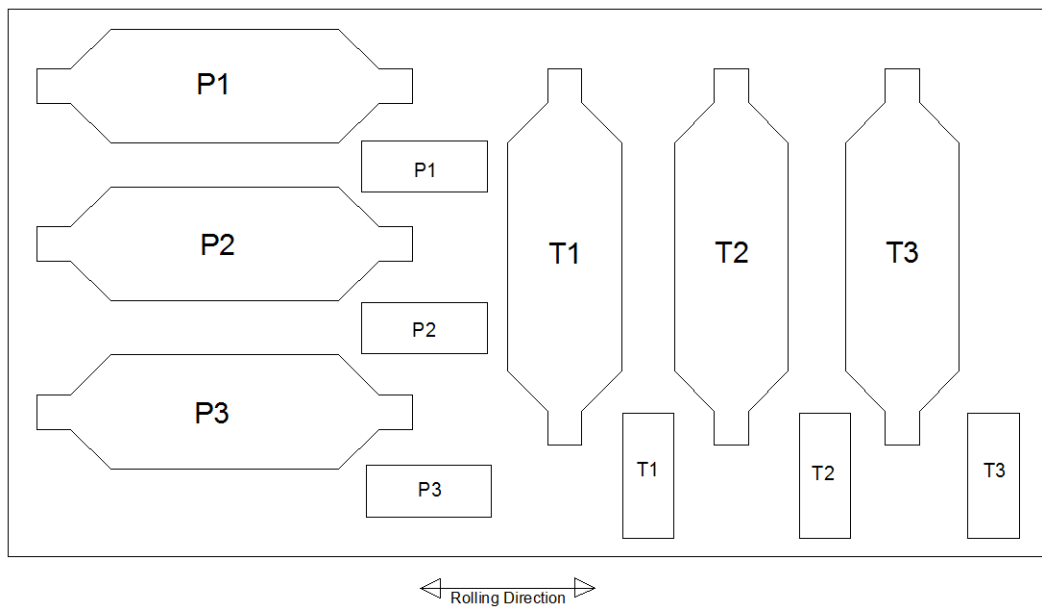 P1
P1
P2
P2
P3
P3
T1
T2
T3
T1
T2
T3
Rolling Direction